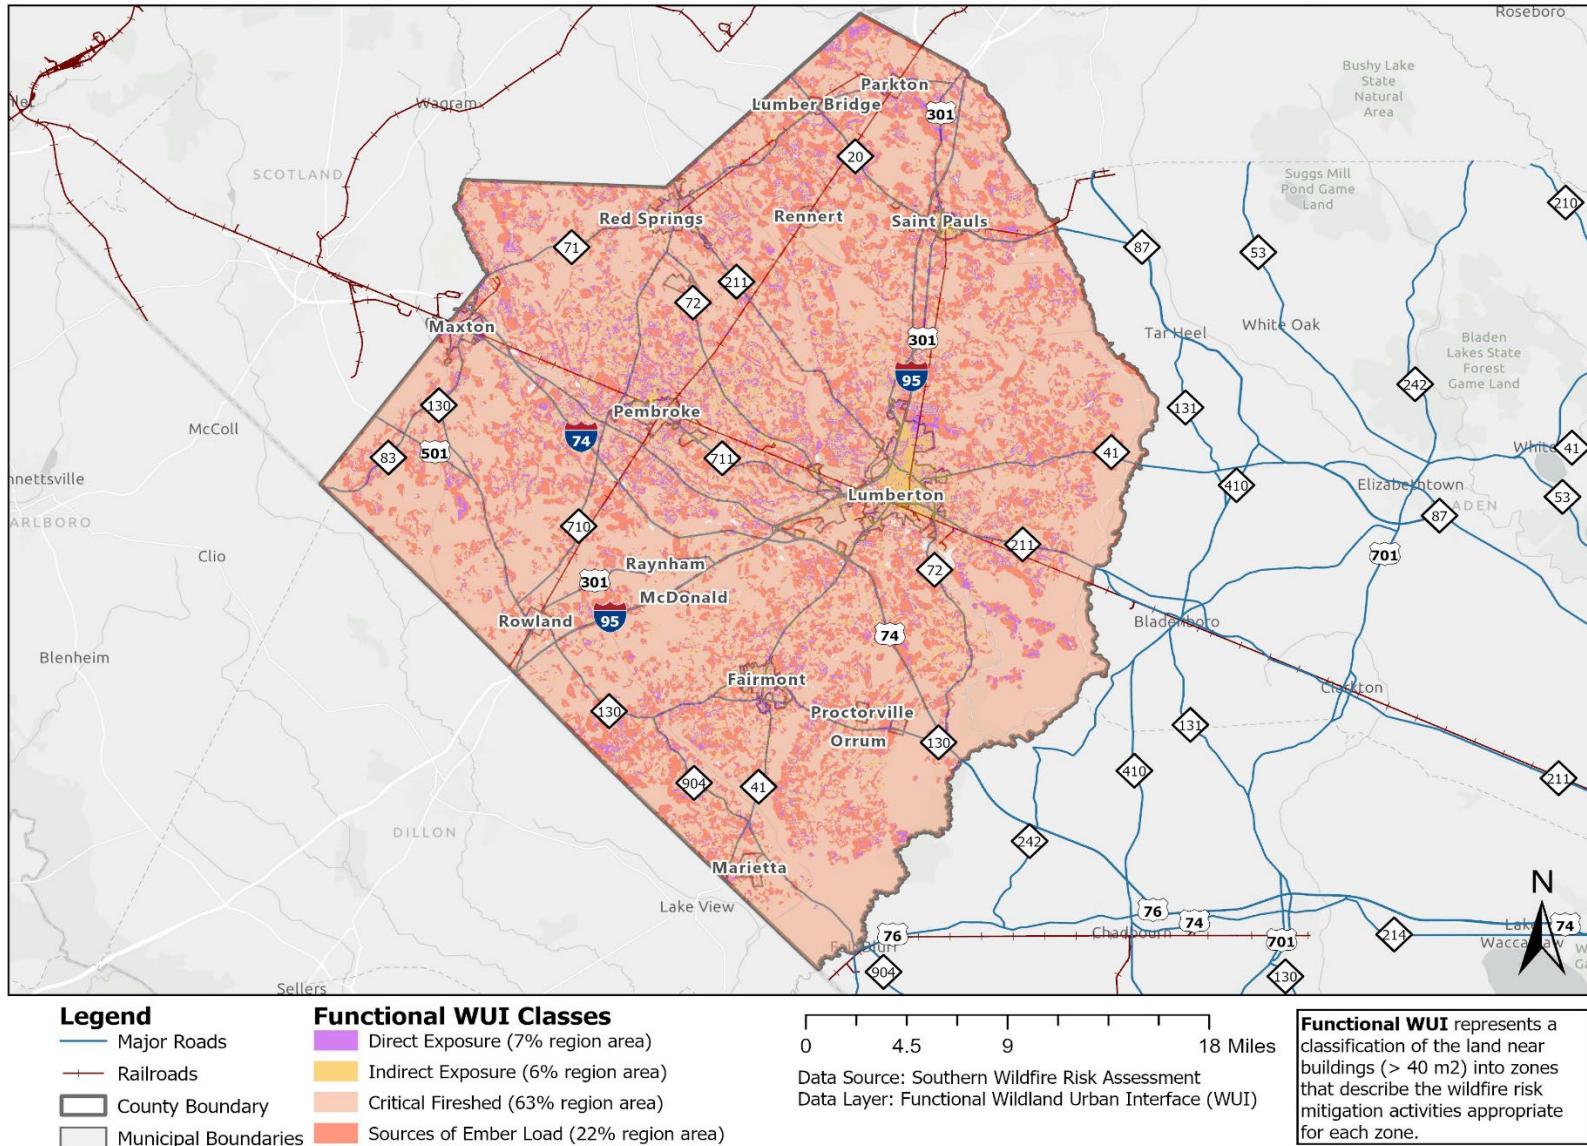 Roseboro
Bushy Lake
State
Natural
Area
Parkton
Wagram
Lumber Bridge
301
20
SCOTLAND
Suggs Mill
Pond Game
Land
210
Red Springs
Rennert
Saint Pauls
71
87
53
211
72
Maxton
301
Tar Heel
White Oak
Bladen
Lakes State
Forest
Game Land
95
242
130
131
Pembroke
McColl
74
501
83
711
41
41
410
Lumberton
Elizabethtown
53
87
710
211
701
Clio
72
Raynham
301
McDonald
Rowland
95
Bladenboro
74
Blenheim
Fairmont
Clarkton
130
Proctorville
Orrum
130
131
410
904
41
211
DILLON
242
Marietta
N
Lake View
76
74
74
76
Chadbourn
701
214
904
130
Sellers
Legend
Major Roads
Railroads
County Boundary
Municipal Boundaries
Functional WUI Classes
Direct Exposure (7% region area)
Indirect Exposure (6% region area)
Critical Fireshed (63% region area)
Sources of Ember Load (22% region area)
0 4.5 9 18 Miles
Data Source: Southern Wildfire Risk Assessment
Data Layer: Functional Wildland Urban Interface (WUI)
Functional WUI represents a
classification of the land near
buildings (> 40 m2) into zones
that describe the wildfire risk
mitigation activities appropriate
for each zone.